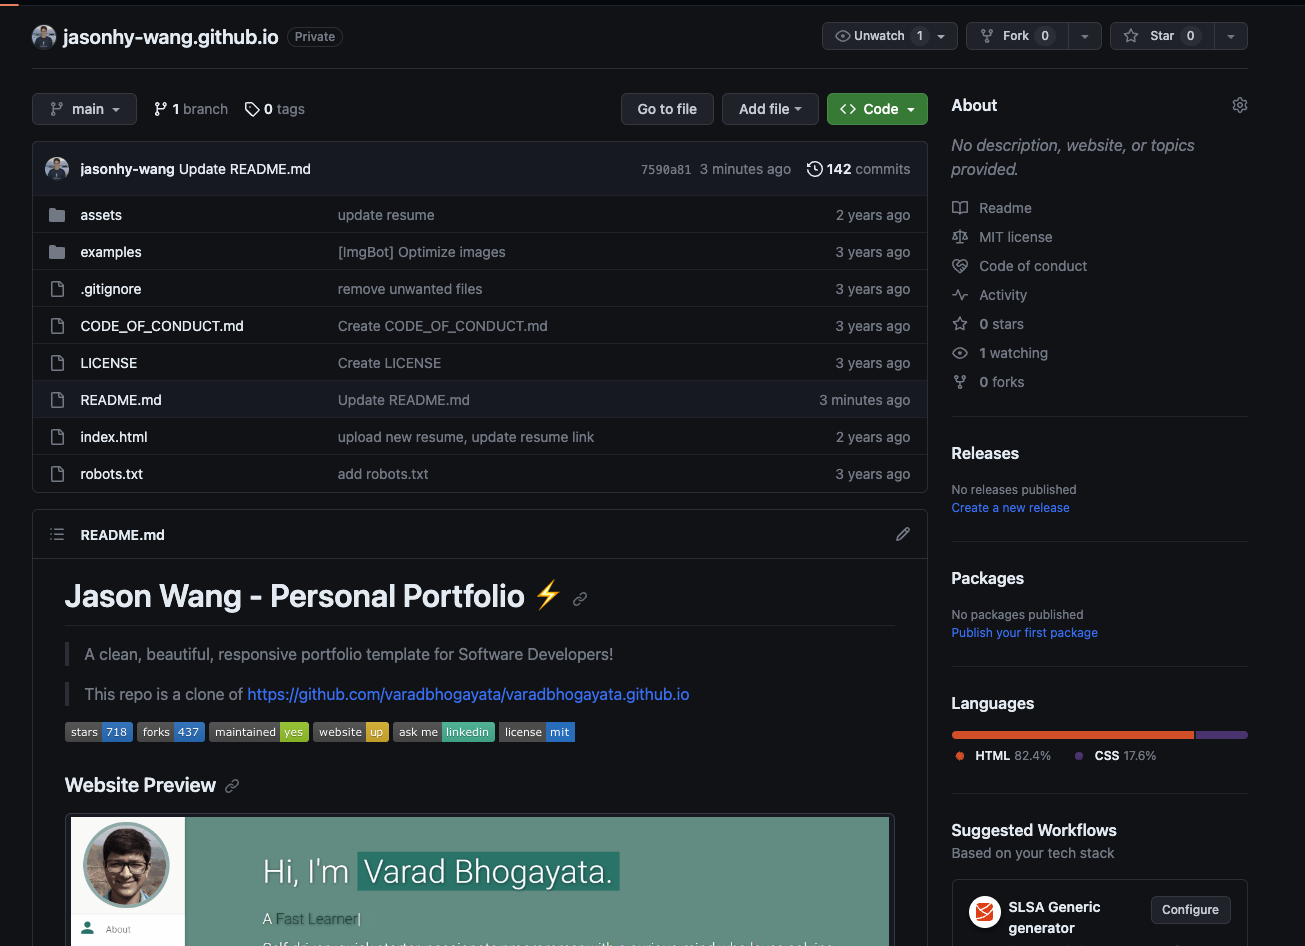 jasonhy-wang.github.io Private Unwatch 1 Fork 0 Star 0
main 1 branch 0 tags Go to file Add file Code
jasonhy-wang Update README.md 7590a81 3 minutes ago 142 commits
assets update resume 2 years ago
examples [ImgBot] Optimize images 3 years ago
.gitignore remove unwanted files 3 years ago
CODE_OF_CONDUCT.md Create CODE_OF_CONDUCT.md 3 years ago
LICENSE Create LICENSE 3 years ago
README.md Update README.md 3 minutes ago
index.html upload new resume, update resume link 2 years ago
robots.txt add robots.txt 3 years ago
README.md
Jason Wang - Personal Portfolio ⚡
A clean, beautiful, responsive portfolio template for Software Developers!
This repo is a clone of https://github.com/varadbhogayata/varadbhogayata.github.io
stars 718 forks 437 maintained yes website up ask me linkedin license mit
Website Preview
Hi, I'm Varad Bhogayata.
A Fast Learner|
About
About
No description, website, or topics
provided.
Readme
MIT license
Code of conduct
Activity
0 stars
1 watching
0 forks
Releases
No releases published
Create a new release
Packages
No packages published
Publish your first package
Languages
HTML 82.4% CSS 17.6%
Suggested Workflows
Based on your tech stack
SLSA Generic
generator
Configure